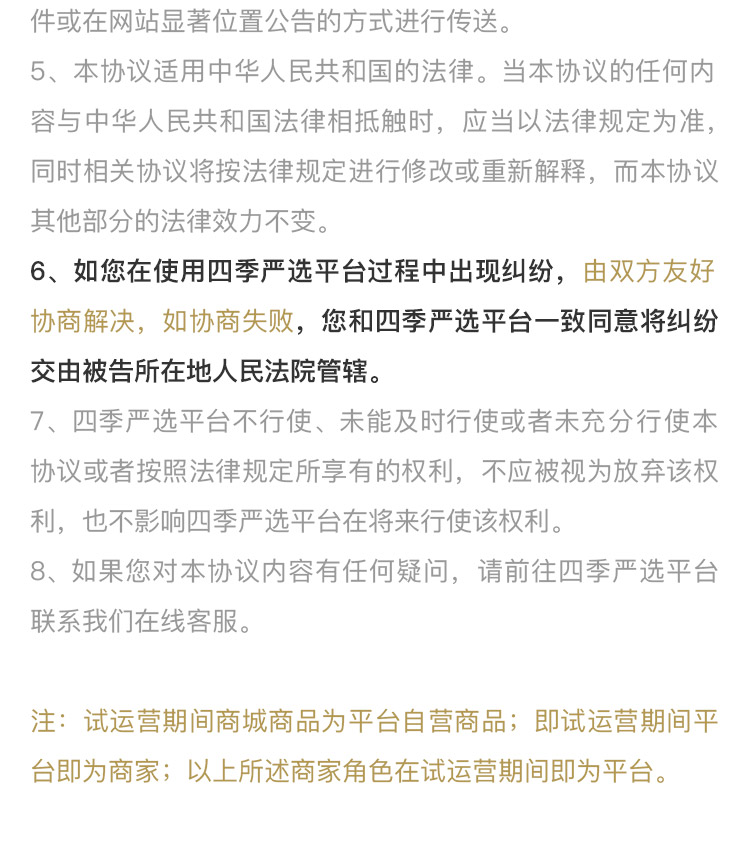 件或在网站显著位置公告的方式进行传送。
5、本协议适用中华人民共和国的法律。当本协议的任何内
容与中华人民共和国法律相抵触时，应当以法律规定为准，
同时相关协议将按法律规定进行修改或重新解释，而本协议
其他部分的法律效力不变。
6、如您在使用四季严选平台过程中出现纠纷，由双方友好
协商解决，如协商失败，您和四季严选平台一致同意将纠纷
交由被告所在地人民法院管辖。
7、四季严选平台不行使、未能及时行使或者未充分行使本
协议或者按照法律规定所享有的权利，不应被视为放弃该权
利，也不影响四季严选平台在将来行使该权利。
8、如果您对本协议内容有任何疑问，请前往四季严选平台
联系我们在线客服。
注：试运营期间商城商品为平台自营商品；即试运营期间平
台即为商家；以上所述商家角色在试运营期间即为平台。